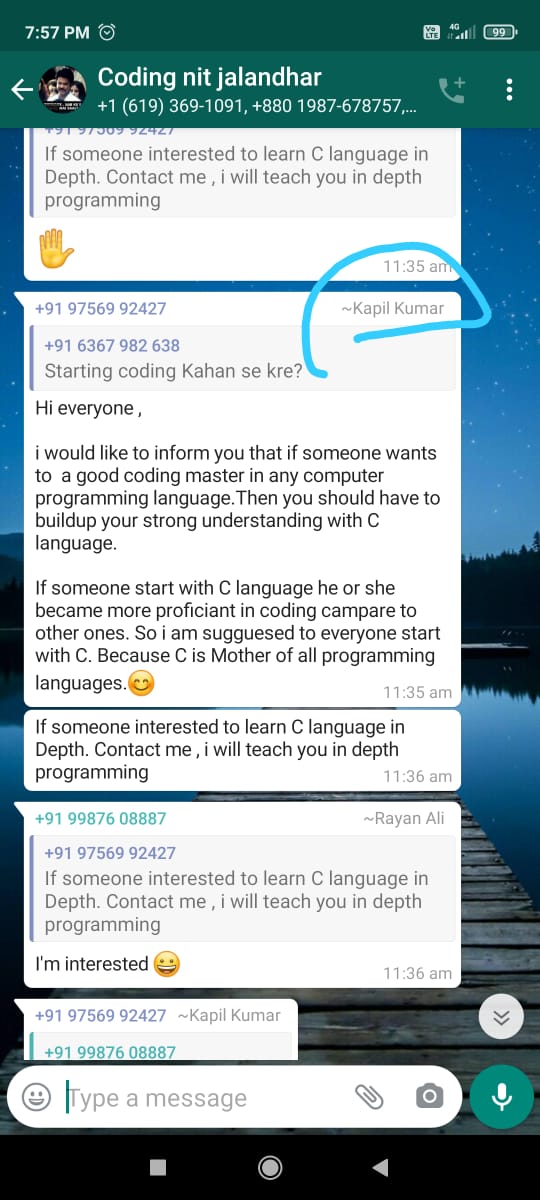 7:57 PM
Vo LTE 4G 99
Coding nit jalandhar
+1 (619) 369-1091, +880 1987-678757,...
+91 97569 92427
If someone interested to learn C language in
Depth. Contact me , i will teach you in depth
programming
11:35 am
+91 97569 92427 ~Kapil Kumar
+91 6367 982 638
Starting coding Kahan se kre?
Hi everyone ,
i would like to inform you that if someone wants
to a good coding master in any computer
programming language.Then you should have to
buildup your strong understanding with C
language.
If someone start with C language he or she
became more proficiant in coding campare to
other ones. So i am sugguesed to everyone start
with C. Because C is Mother of all programming
languages.😊
11:35 am
If someone interested to learn C language in
Depth. Contact me , i will teach you in depth
programming
11:36 am
+91 99876 08887 ~Rayan Ali
+91 97569 92427
If someone interested to learn C language in
Depth. Contact me , i will teach you in depth
programming
I'm interested 😀
11:36 am
+91 97569 92427 ~Kapil Kumar
+91 99876 08887
Type a message